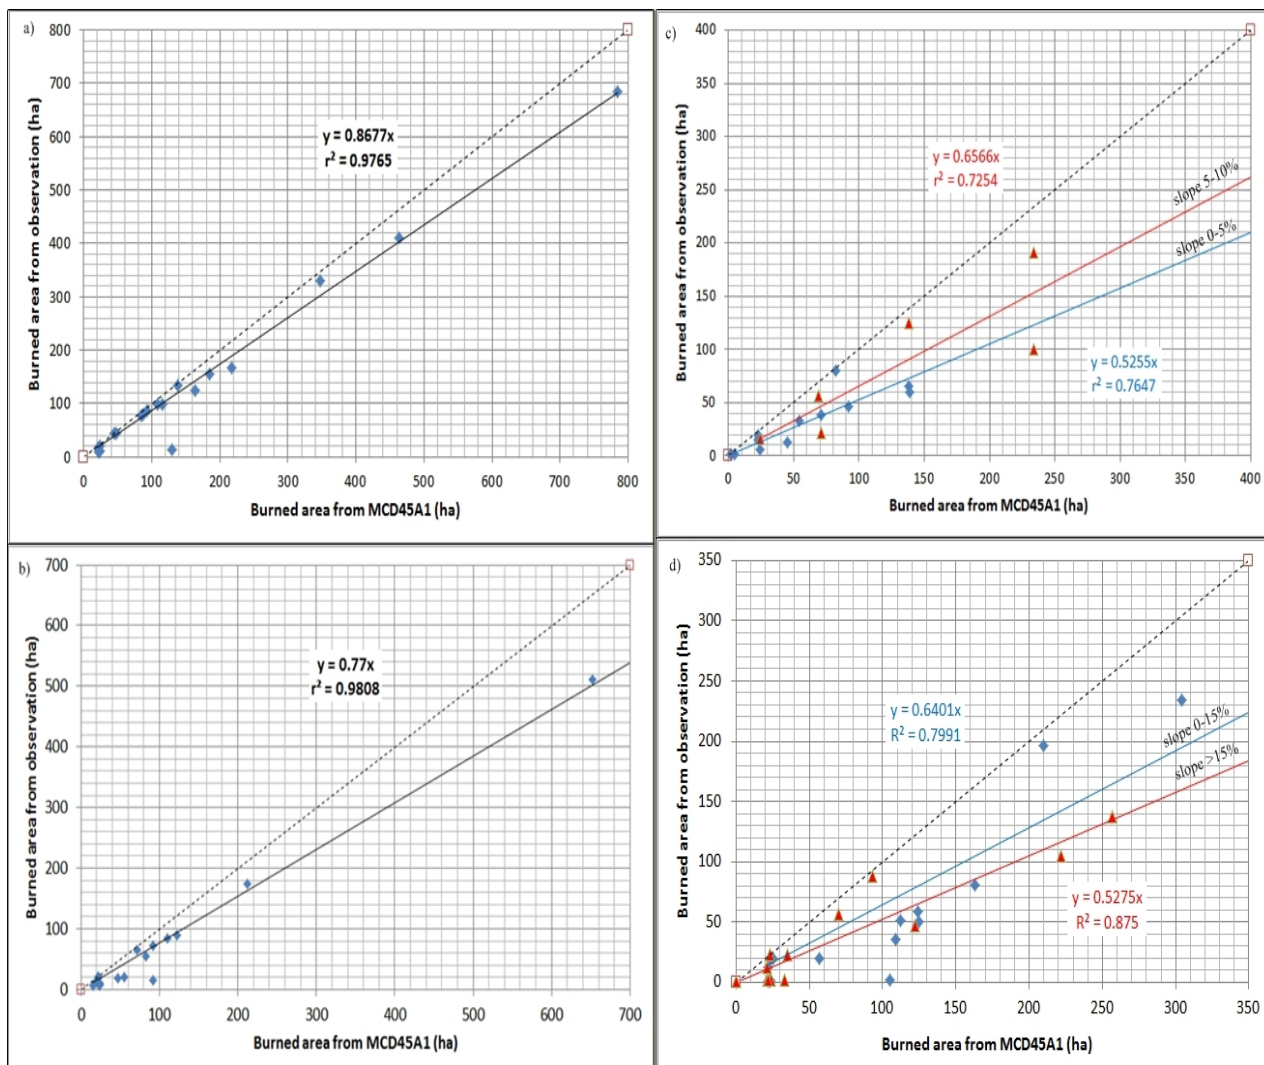 a)
800
700
600
500
400
300
200
100
0
Burned area from observation (ha)
y = 0.8677x
r² = 0.9765
0 100 200 300 400 500 600 700 800
Burned area from MCD45A1 (ha)
c)
400
350
300
250
200
150
100
50
0
Burned area from observation (ha)
y = 0.6566x
r² = 0.7254
slope 5-10%
slope 0-5%
y = 0.5255x
r² = 0.7647
0 50 100 150 200 250 300 350 400
Burned area from MCD45A1 (ha)
b)
700
600
500
400
300
200
100
0
Burned area from observation (ha)
y = 0.77x
r² = 0.9808
0 100 200 300 400 500 600 700
Burned area from MCD45A1 (ha)
d)
350
300
250
200
150
100
50
0
Burned area from observation (ha)
y = 0.6401x
R² = 0.7991
slope 0-15%
slope >15%
y = 0.5275x
R² = 0.875
0 50 100 150 200 250 300 350
Burned area from MCD45A1 (ha)